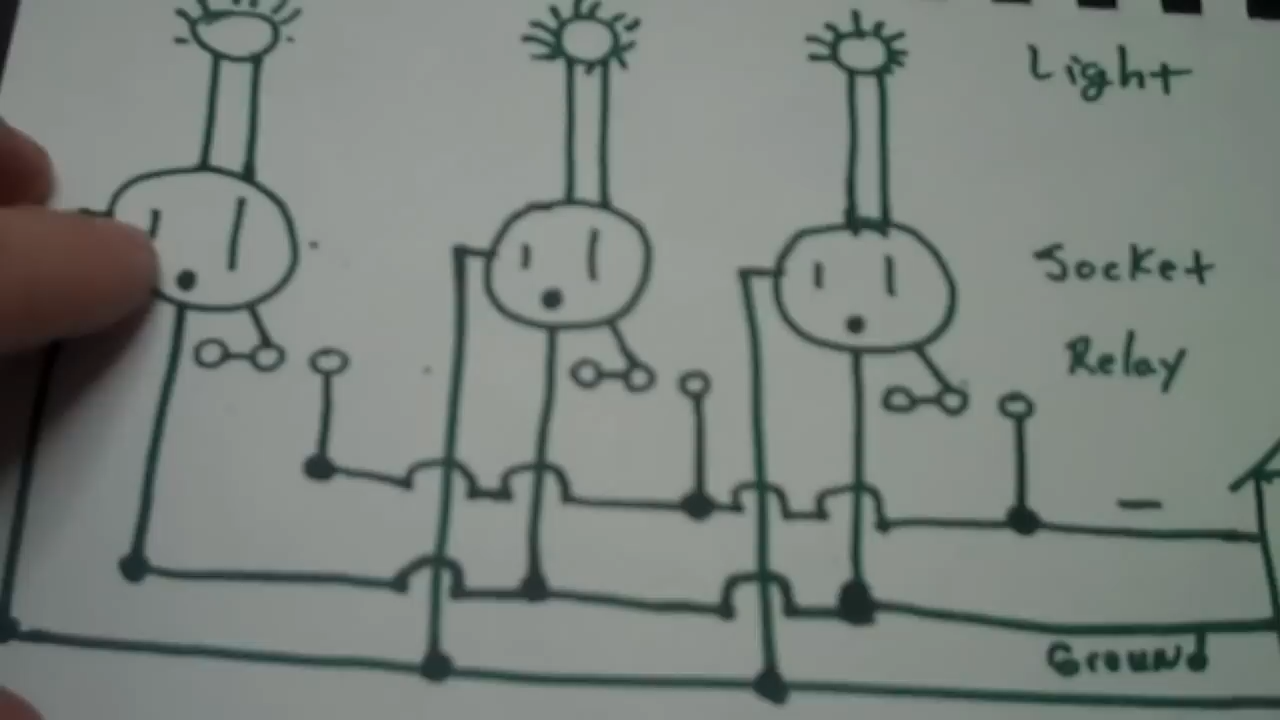 Light
Socket
Relay
—
Ground